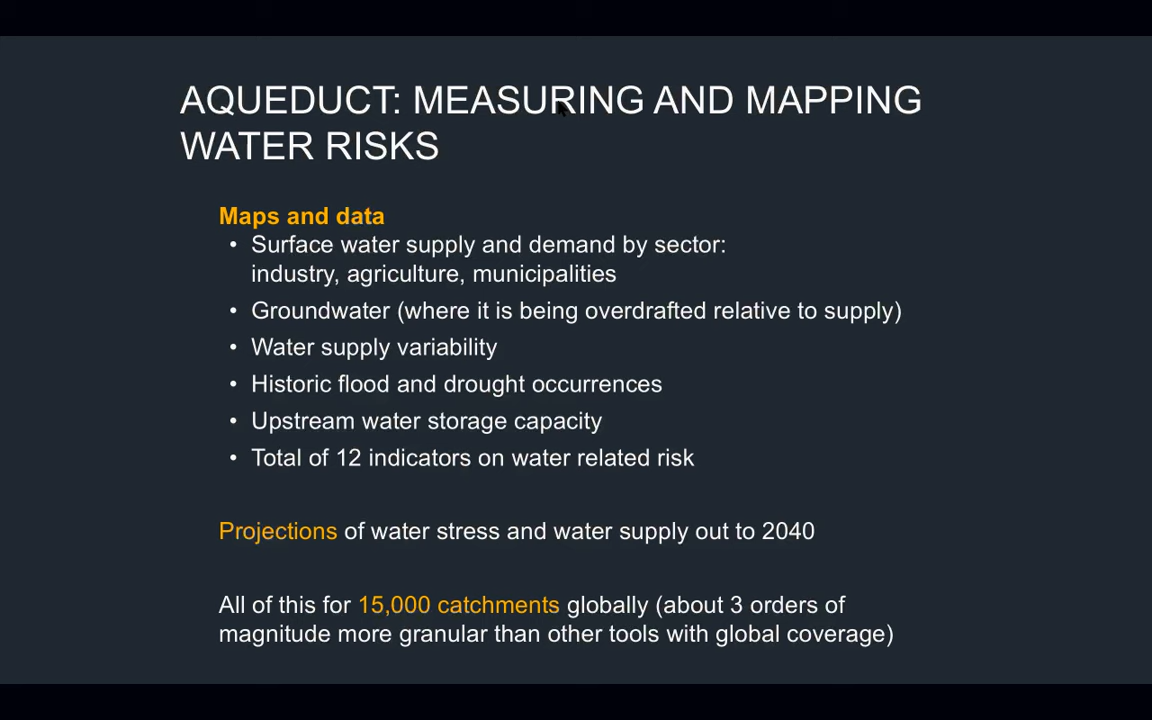 AQUEDUCT: MEASURING AND MAPPING
WATER RISKS
Maps and data
• Surface water supply and demand by sector:
industry, agriculture, municipalities
• Groundwater (where it is being overdrafted relative to supply)
• Water supply variability
• Historic flood and drought occurrences
• Upstream water storage capacity
• Total of 12 indicators on water related risk
Projections of water stress and water supply out to 2040
All of this for 15,000 catchments globally (about 3 orders of
magnitude more granular than other tools with global coverage)